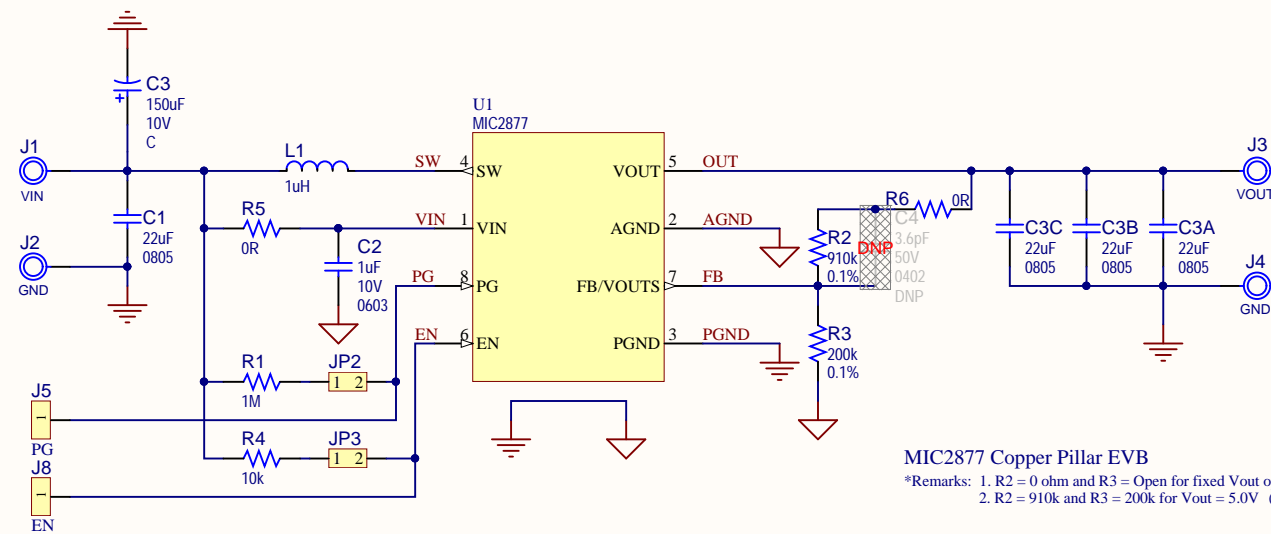 C3
150uF
10V
C
J1
VIN
L1
1uH
SW 4
U1
MIC2877
SW
VOUT
5 OUT
J3
VOUT
C1
22uF
0805
R5
0R
VIN 1
VIN
AGND
2 AGND
R6
0R
C4
3.6pF
50V
0402
DNP
DNP
R2
910k
0.1%
C3C
22uF
0805
C3B
22uF
0805
C3A
22uF
0805
J2
GND
C2
1uF
10V
0603
PG 8
PG
FB/VOUTS
7 FB
J4
GND
EN 6
EN
PGND
3 PGND
R3
200k
0.1%
R1
1M
JP2
1 2
J5
1
PG
R4
10k
JP3
1 2
J8
1
EN
MIC2877 Copper Pillar EVB
*Remarks: 1. R2 = 0 ohm and R3 = Open for fixed Vout o
2. R2 = 910k and R3 = 200k for Vout = 5.0V (